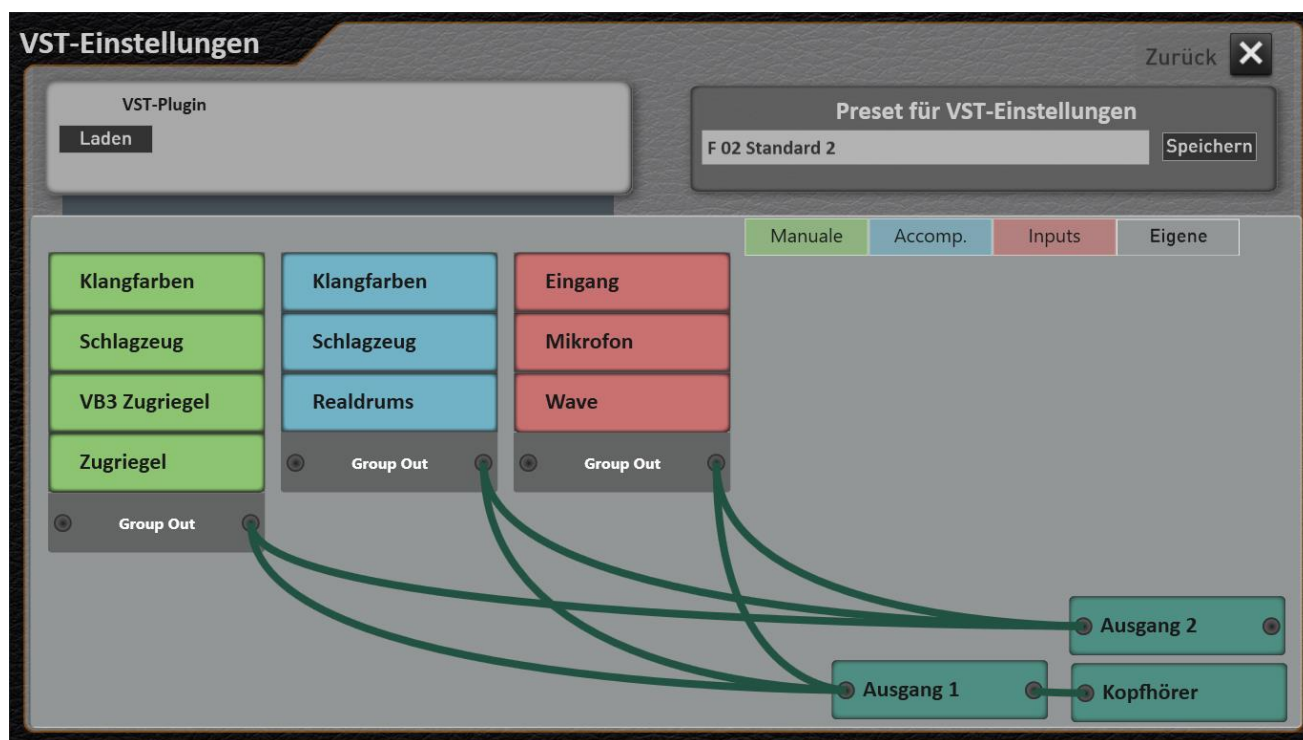 VST-Einstellungen
Zurück
VST-Plugin
Laden
Preset für VST-Einstellungen
F 02 Standard 2
Speichern
Manuale Accomp. Inputs Eigene
Klangfarben Klangfarben Eingang
Schlagzeug Schlagzeug Mikrofon
VB3 Zugriegel Realdrums Wave
Zugriegel Group Out Group Out
Group Out
Ausgang 2
Ausgang 1 Kopfhörer